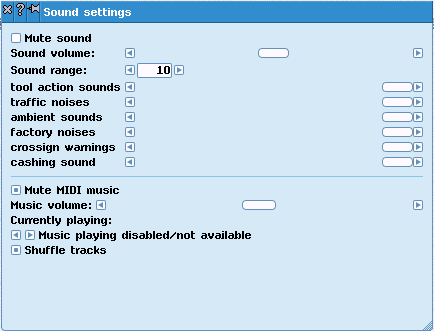 Sound settings
Mute sound
Sound volume:
Sound range: 10
tool action sounds
traffic noises
ambient sounds
factory noises
crossign warnings
cashing sound
Mute MIDI music
Music volume:
Currently playing:
Music playing disabled/not available
Shuffle tracks